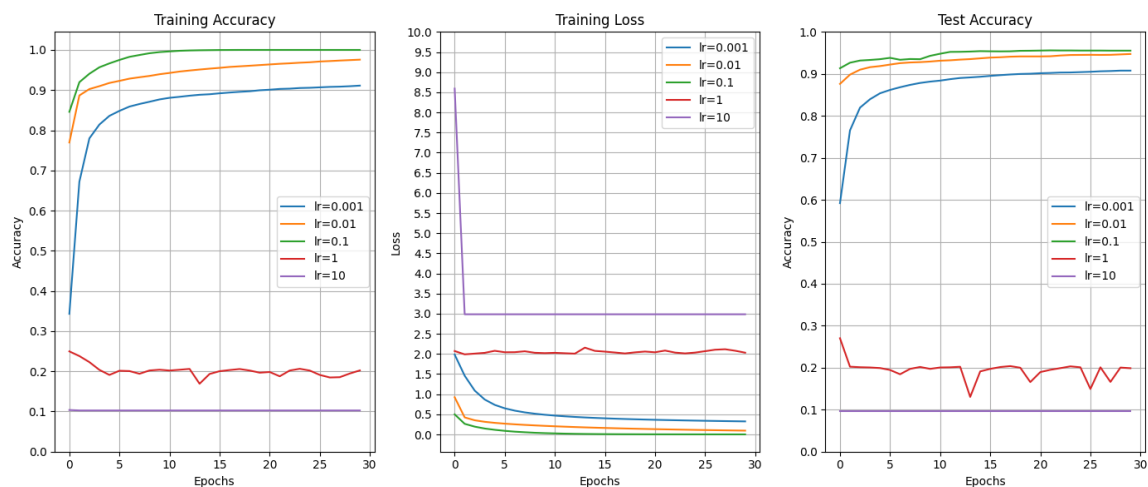 Training Accuracy
1.0
0.9
0.8
0.7
0.6
0.5
0.4
0.3
0.2
0.1
0.0
Accuracy
lr=0.001
lr=0.01
lr=0.1
lr=1
lr=10
0 5 10 15 20 25 30
Epochs
Training Loss
10.0
9.5
9.0
8.5
8.0
7.5
7.0
6.5
6.0
5.5
5.0
4.5
4.0
3.5
3.0
2.5
2.0
1.5
1.0
0.5
0.0
Loss
lr=0.001
lr=0.01
lr=0.1
lr=1
lr=10
0 5 10 15 20 25 30
Epochs
Test Accuracy
1.0
0.9
0.8
0.7
0.6
0.5
0.4
0.3
0.2
0.1
0.0
Accuracy
lr=0.001
lr=0.01
lr=0.1
lr=1
lr=10
0 5 10 15 20 25 30
Epochs